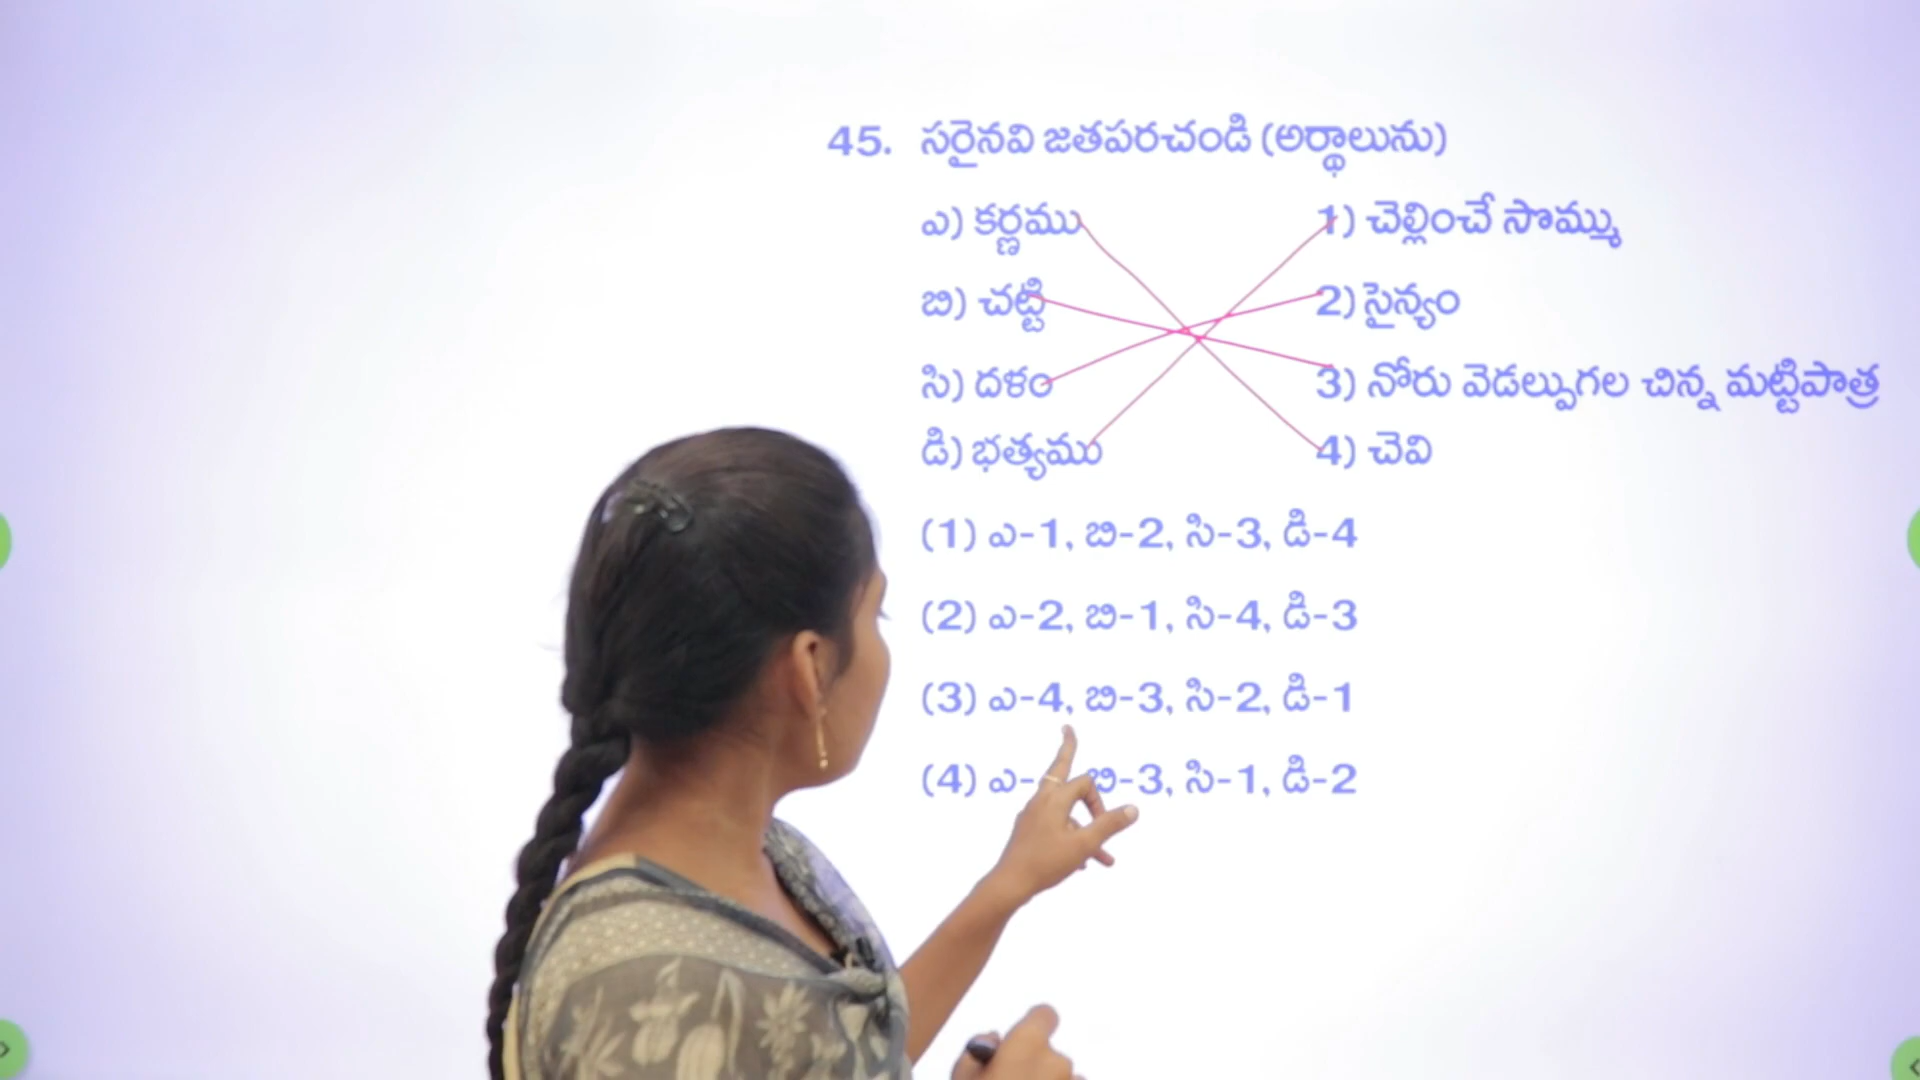 45. సరైనవి జతపరచండి (అర్థాలును)
ఎ) కర్ణము 1) చెల్లించే సొమ్ము
బి) చట్టి 2) సైన్యం
సి) దళం 3) నోరు వెడల్పుగల చిన్న మట్టిపాత్ర
డి) భత్యము 4) చెవి
(1) ఎ-1, బి-2, సి-3, డి-4
(2) ఎ-2, బి-1, సి-4, డి-3
(3) ఎ-4, బి-3, సి-2, డి-1
(4) ఎ- బి-3, సి-1, డి-2